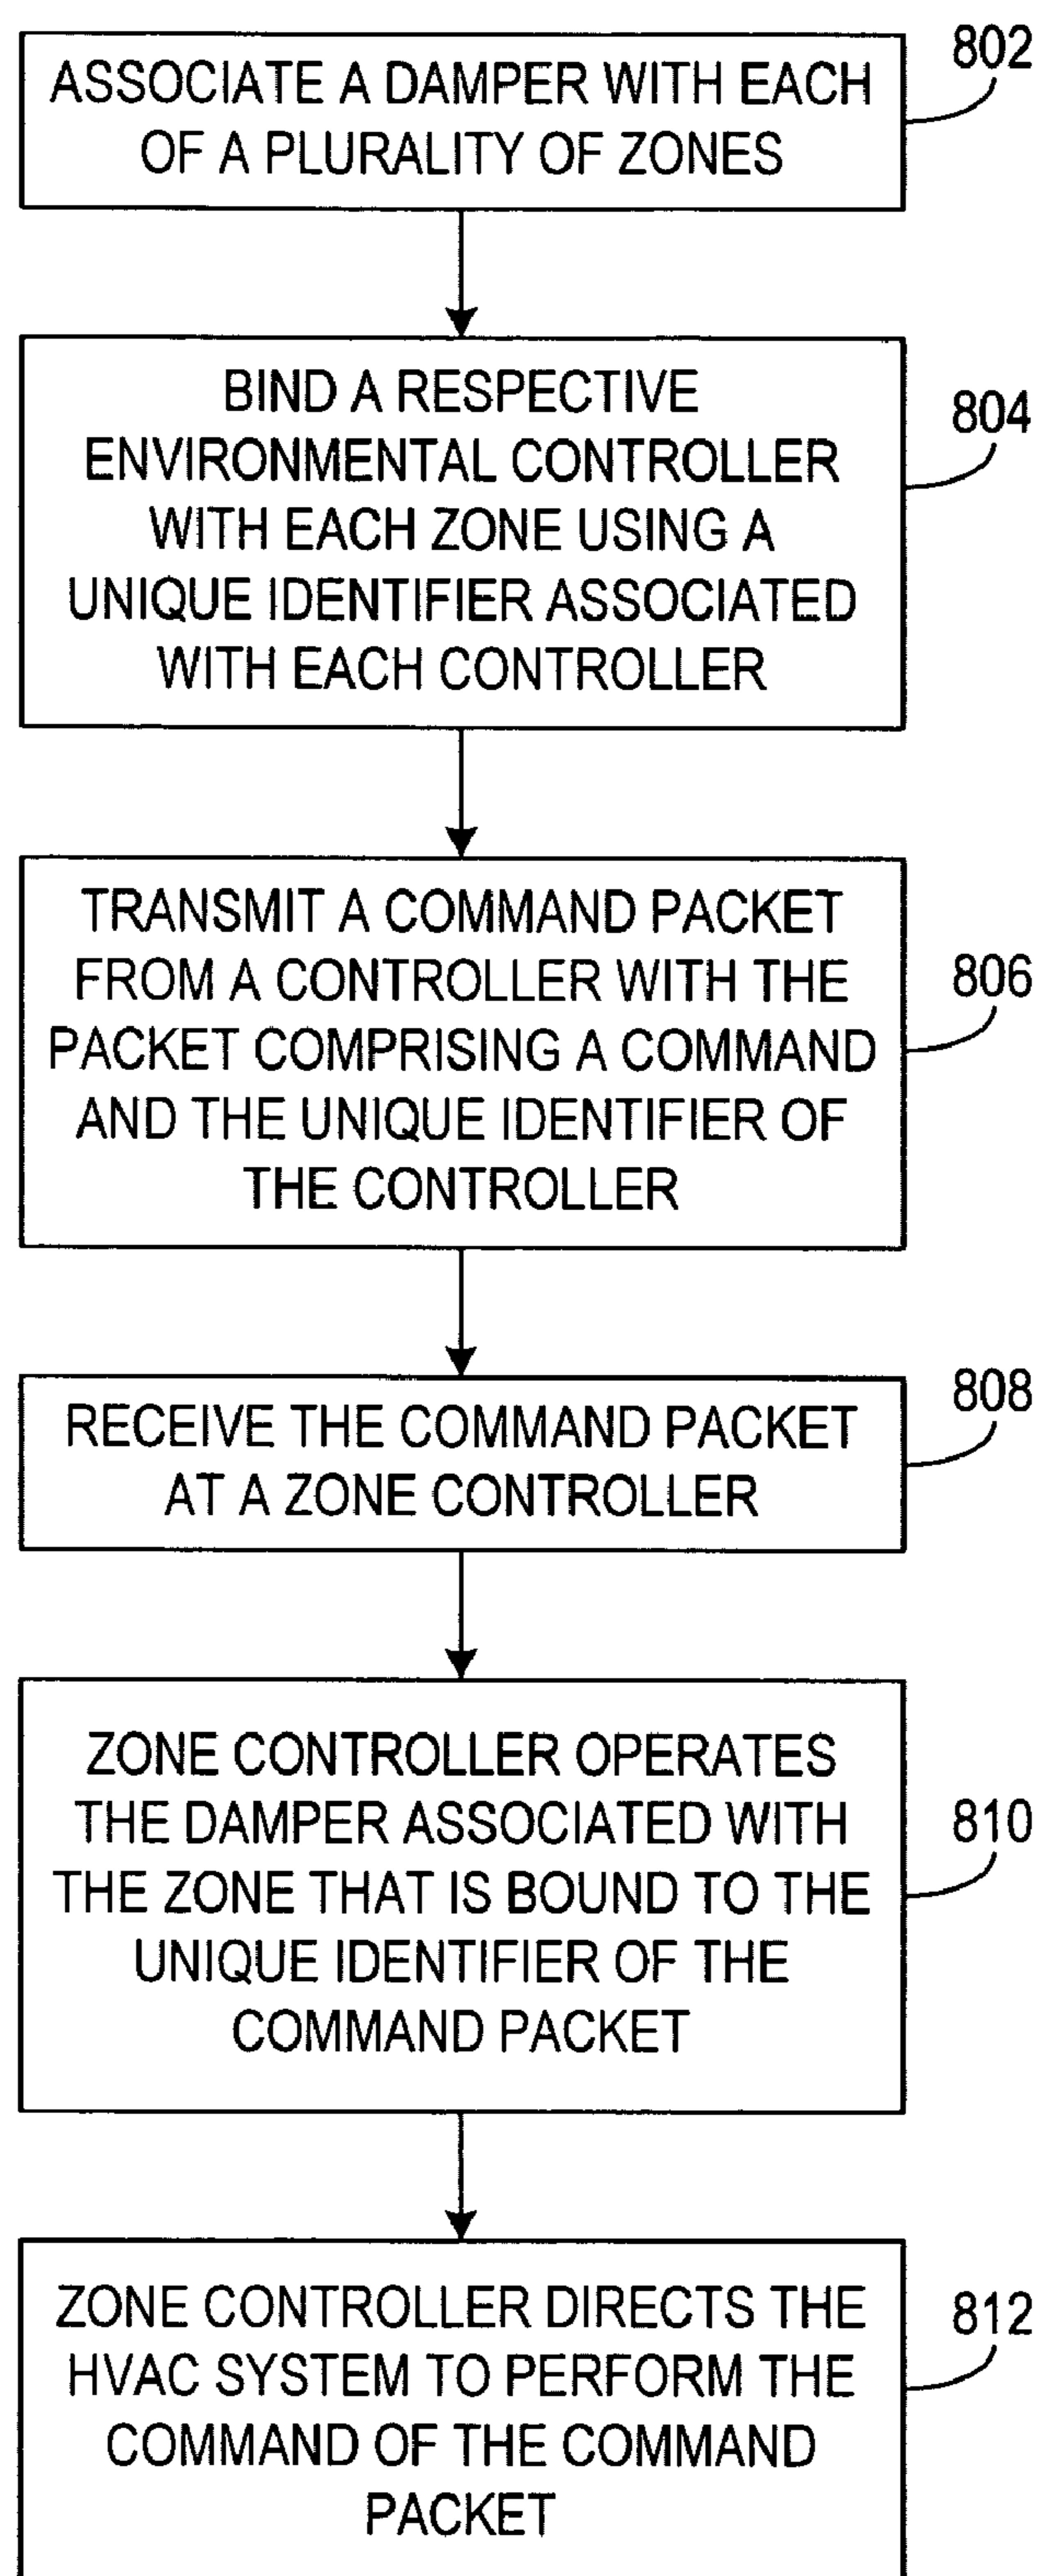 802
ASSOCIATE A DAMPER WITH EACH
OF A PLURALITY OF ZONES
804
BIND A RESPECTIVE
ENVIRONMENTAL CONTROLLER
WITH EACH ZONE USING A
UNIQUE IDENTIFIER ASSOCIATED
WITH EACH CONTROLLER
806
TRANSMIT A COMMAND PACKET
FROM A CONTROLLER WITH THE
PACKET COMPRISING A COMMAND
AND THE UNIQUE IDENTIFIER OF
THE CONTROLLER
808
RECEIVE THE COMMAND PACKET
AT A ZONE CONTROLLER
810
ZONE CONTROLLER OPERATES
THE DAMPER ASSOCIATED WITH
THE ZONE THAT IS BOUND TO THE
UNIQUE IDENTIFIER OF THE
COMMAND PACKET
812
ZONE CONTROLLER DIRECTS THE
HVAC SYSTEM TO PERFORM THE
COMMAND OF THE COMMAND
PACKET